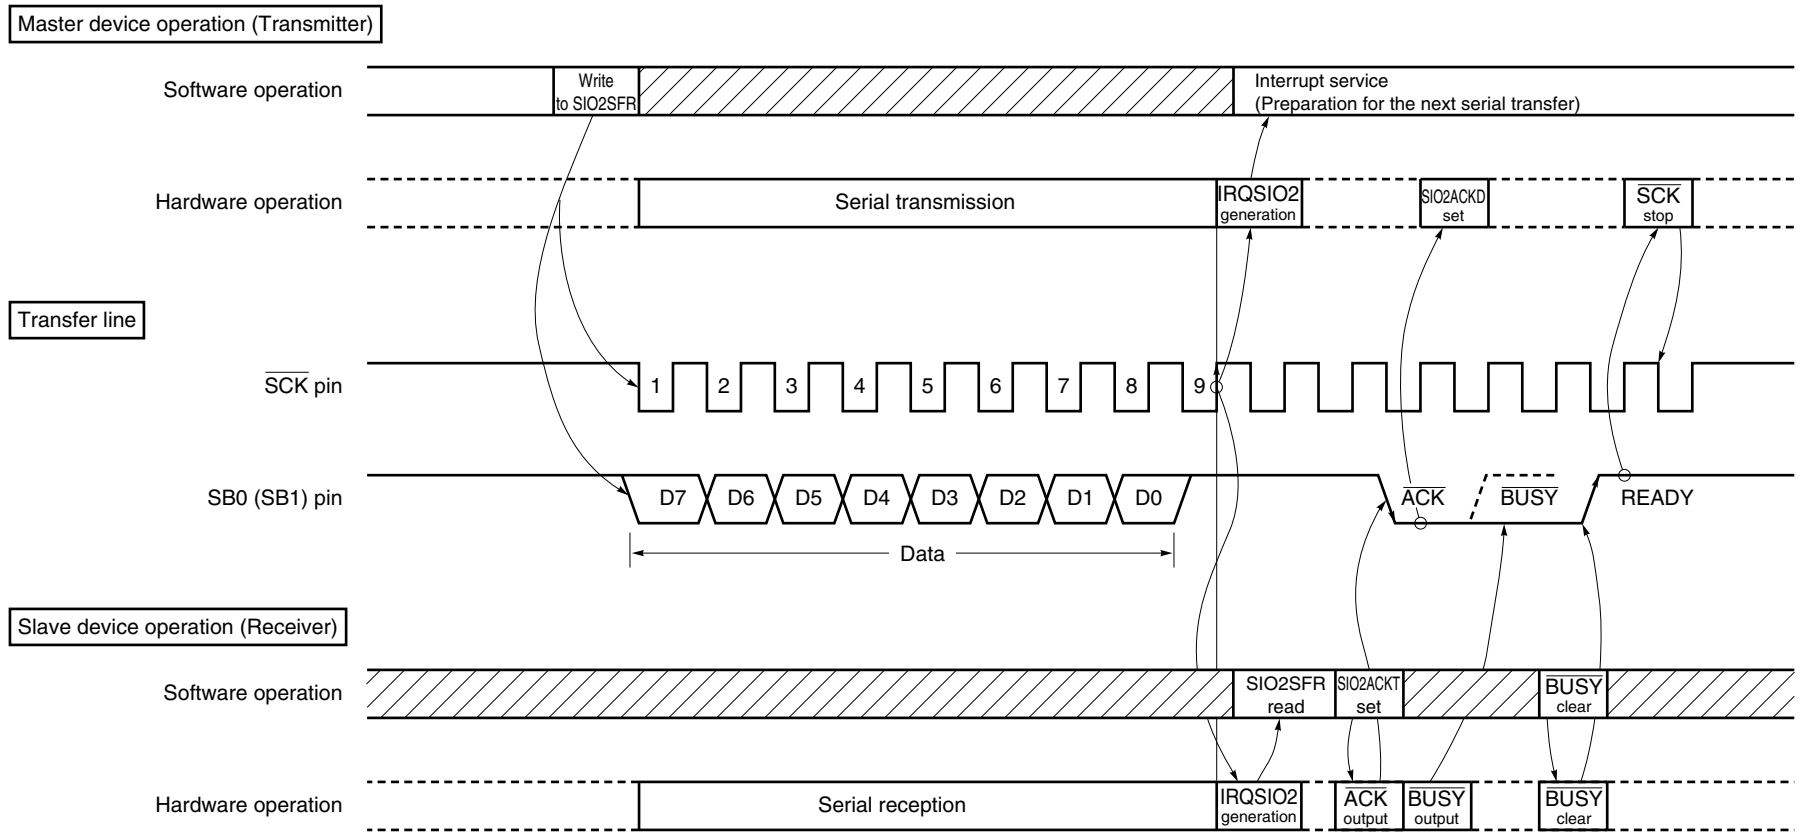 Master device operation (Transmitter)
Software operation
Write
to SIO2SFR
Interrupt service
(Preparation for the next serial transfer)
Hardware operation
Serial transmission
IRQSIO2
generation
SIO2ACKD
set
SCK
stop
Transfer line
SCK pin
1 2 3 4 5 6 7 8 9
SB0 (SB1) pin
D7 D6 D5 D4 D3 D2 D1 D0
ACK
BUSY
READY
Data
Slave device operation (Receiver)
Software operation
SIO2SFR
read
SIO2ACKT
set
BUSY
clear
Hardware operation
Serial reception
IRQSIO2
generation
ACK
output
BUSY
output
BUSY
clear